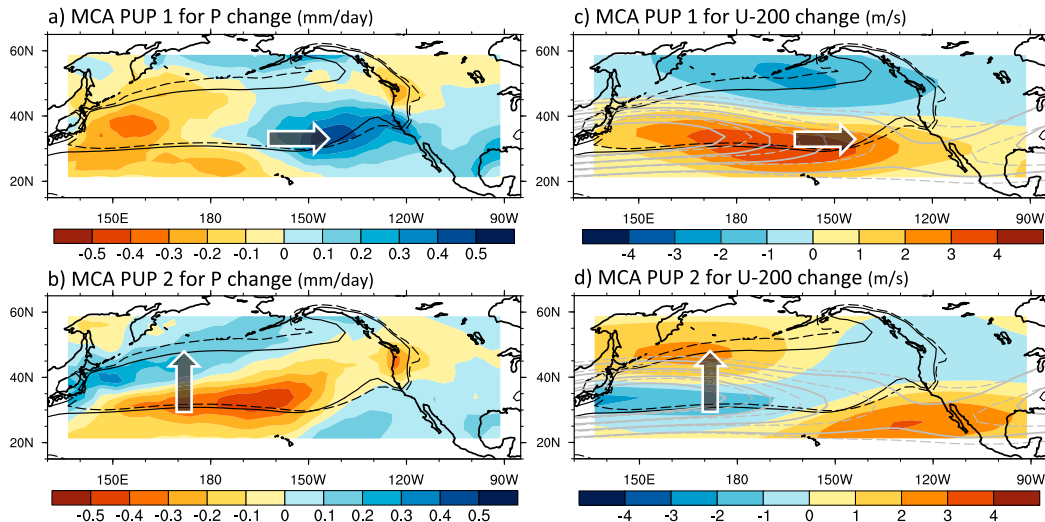 a) MCA PUP 1 for P change (mm/day)
c) MCA PUP 1 for U-200 change (m/s)
60N
40N
20N
150E 180 150W 120W 90W
60N
40N
20N
150E 180 150W 120W 90W
-0.5 -0.4 -0.3 -0.2 -0.1 0 0.1 0.2 0.3 0.4 0.5
-4 -3 -2 -1 0 1 2 3 4
b) MCA PUP 2 for P change (mm/day)
d) MCA PUP 2 for U-200 change (m/s)
60N
40N
20N
150E 180 150W 120W 90W
60N
40N
20N
150E 180 150W 120W 90W
-0.5 -0.4 -0.3 -0.2 -0.1 0 0.1 0.2 0.3 0.4 0.5
-4 -3 -2 -1 0 1 2 3 4